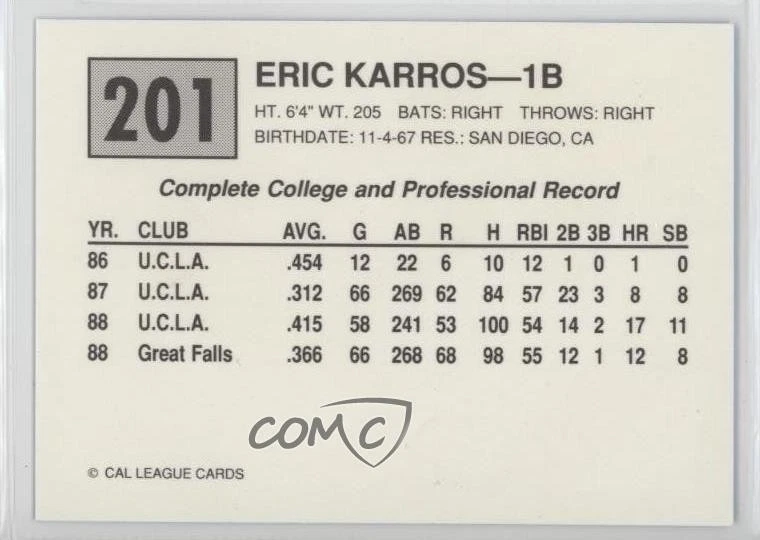 201
ERIC KARROS—1B
HT. 6'4" WT. 205 BATS: RIGHT THROWS: RIGHT
BIRTHDATE: 11-4-67 RES.: SAN DIEGO, CA
Complete College and Professional Record
YR. CLUB AVG. G AB R H RBI 2B 3B HR SB
86 U.C.L.A. .454 12 22 6 10 12 1 0 1 0
87 U.C.L.A. .312 66 269 62 84 57 23 3 8 8
88 U.C.L.A. .415 58 241 53 100 54 14 2 17 11
88 Great Falls .366 66 268 68 98 55 12 1 12 8
COMC
© CAL LEAGUE CARDS